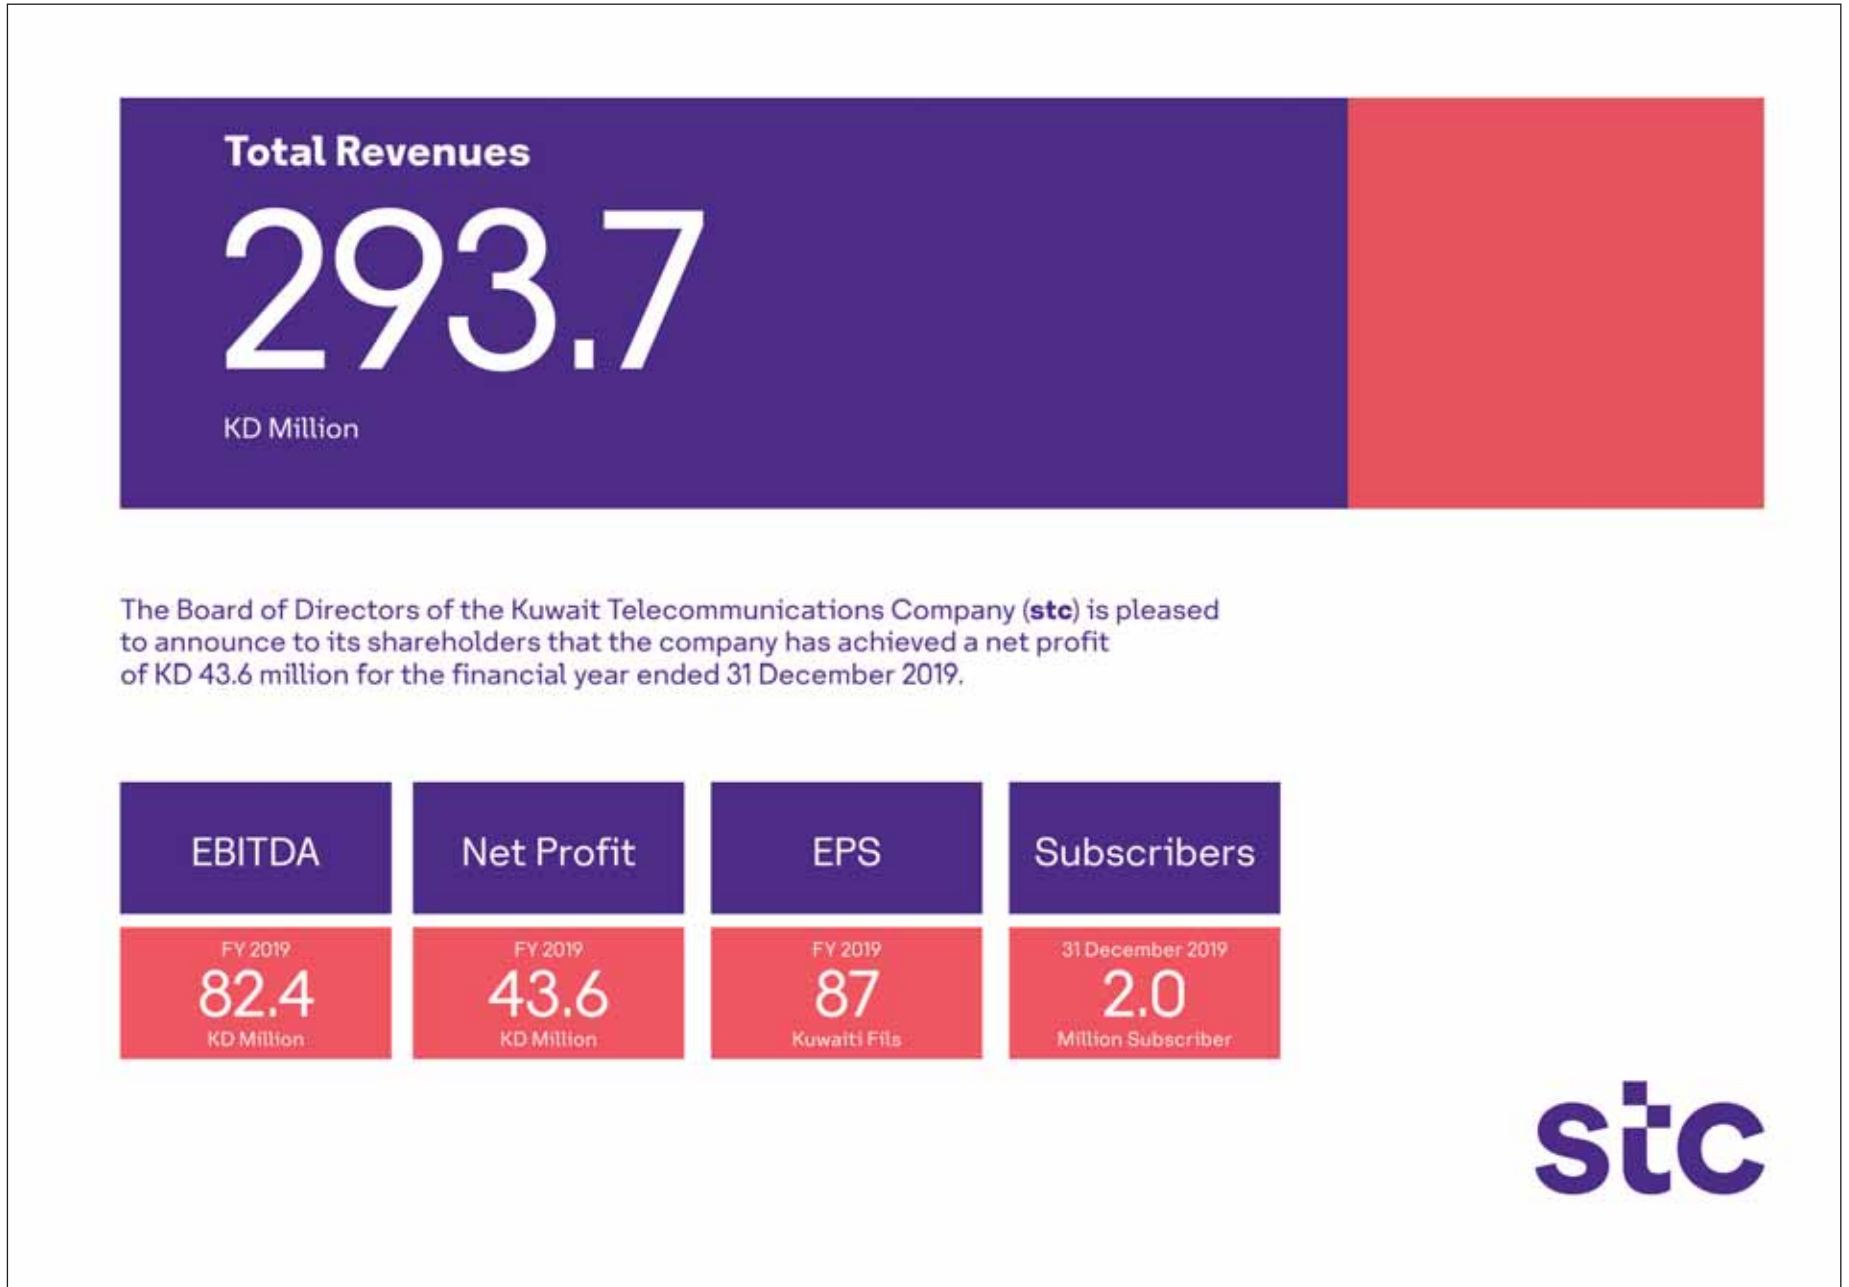 Total Revenues
293.7
KD Million
The Board of Directors of the Kuwait Telecommunications Company (stc) is pleased
to announce to its shareholders that the company has achieved a net profit
of KD 43.6 million for the financial year ended 31 December 2019.
EBITDA
FY 2019
82.4
KD Million
Net Profit
FY 2019
43.6
KD Million
EPS
FY 2019
87
Kuwaiti Fils
Subscribers
31 December 2019
2.0
Million Subscriber
stc